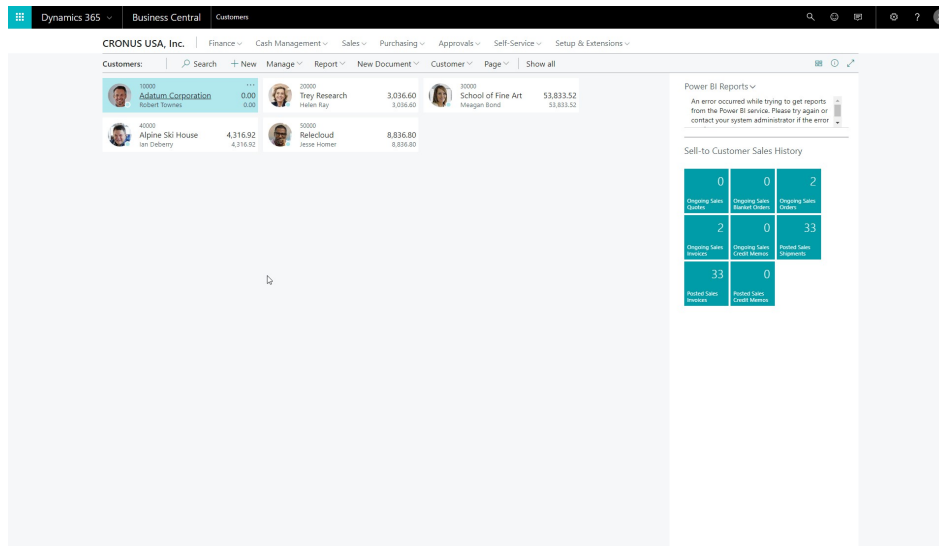 Dynamics 365 Business Central Customers
CRONUS USA, Inc. Finance Cash Management Sales Purchasing Approvals Self-Service Setup & Extensions
Customers: Search + New Manage Report New Document Customer Page Show all
10000
Adatum Corporation 0.00
Robert Townes 0.00
20000
Trey Research 3,036.60
Helen Ray 3,036.60
30000
School of Fine Art 53,833.52
Meagan Bond 53,833.52
40000
Alpine Ski House 4,316.92
Ian Deberry 4,316.92
50000
Relecloud 8,836.80
Jesse Homer 8,836.80
Power BI Reports
An error occurred while trying to get reports
from the Power BI service. Please try again or
contact your system administrator if the error
Sell-to Customer Sales History
0
Ongoing Sales
Quotes
0
Ongoing Sales
Blanket Orders
2
Ongoing Sales
Orders
2
Ongoing Sales
Invoices
0
Ongoing Sales
Credit Memos
33
Posted Sales
Shipments
33
Posted Sales
Invoices
0
Posted Sales
Credit Memos